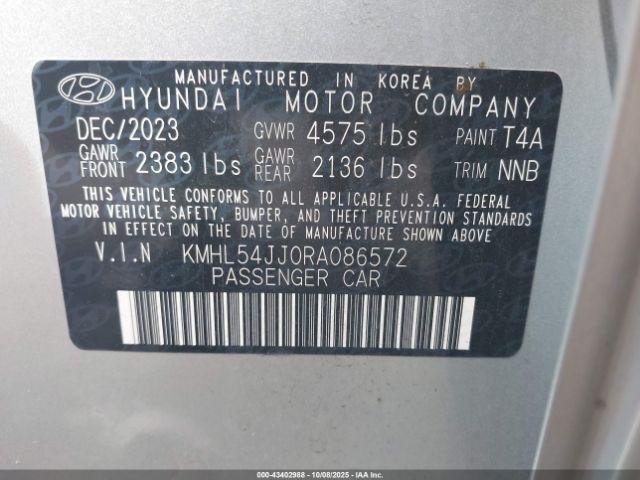 MANUFACTURED IN KOREA BY
HYUNDAI MOTOR COMPANY
DEC/2023 GVWR 4575 lbs PAINT T4A
GAWR FRONT 2383 lbs GAWR REAR 2136 lbs TRIM NNB
THIS VEHICLE CONFORMS TO ALL APPLICABLE U.S.A. FEDERAL
MOTOR VEHICLE SAFETY, BUMPER, AND THEFT PREVENTION STANDARDS
IN EFFECT ON THE DATE OF MANUFACTURE SHOWN ABOVE
V.I.N KMHL54JJ0RA086572
PASSENGER CAR
000-43402988 - 10/08/2025 - IAAI.com